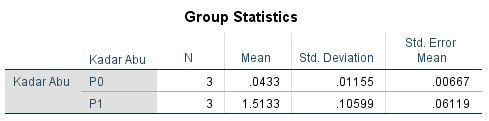 Group Statistics
Kadar Abu N Mean Std. Deviation Std. Error Mean
Kadar Abu P0 3 .0433 .01155 .00667
P1 3 1.5133 .10599 .06119